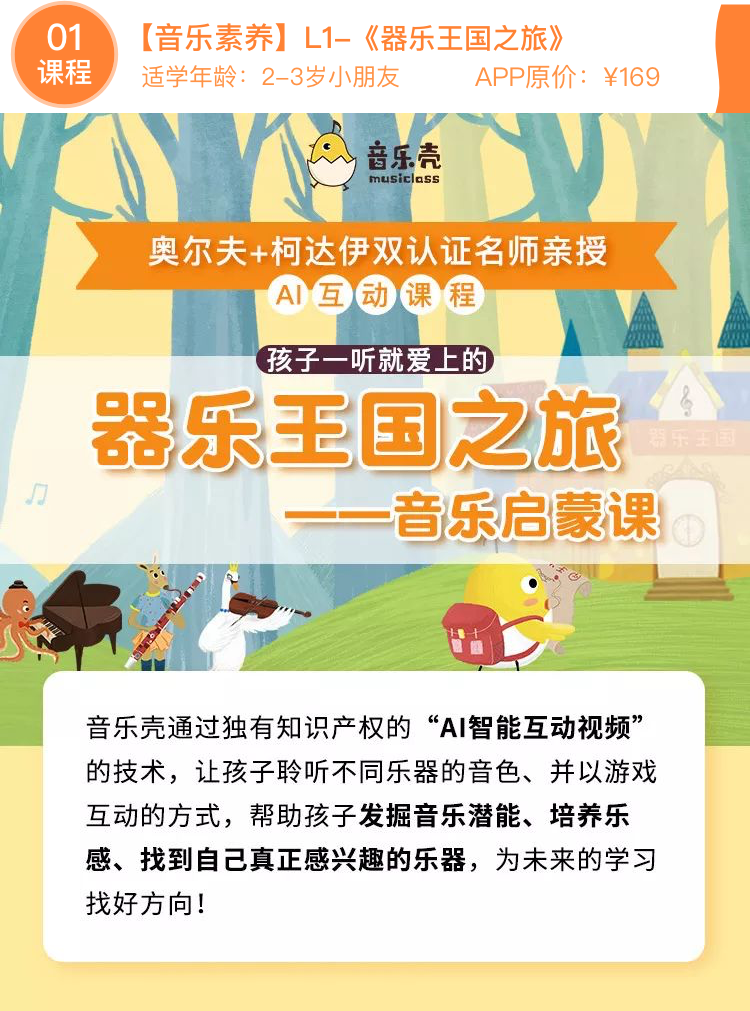 01
课程
【音乐素养】L1-《器乐王国之旅》
适学年龄：2-3岁小朋友
APP原价：¥169
音乐壳
musiclass
奥尔夫+柯达伊双认证名师亲授
AI互动课程
孩子一听就爱上的
器乐王国之旅
器乐王国
——音乐启蒙课
音乐壳通过独有知识产权的“AI智能互动视频”
的技术，让孩子聆听不同乐器的音色、并以游戏
互动的方式，帮助孩子发掘音乐潜能、培养乐
感、找到自己真正感兴趣的乐器，为未来的学习
找好方向！